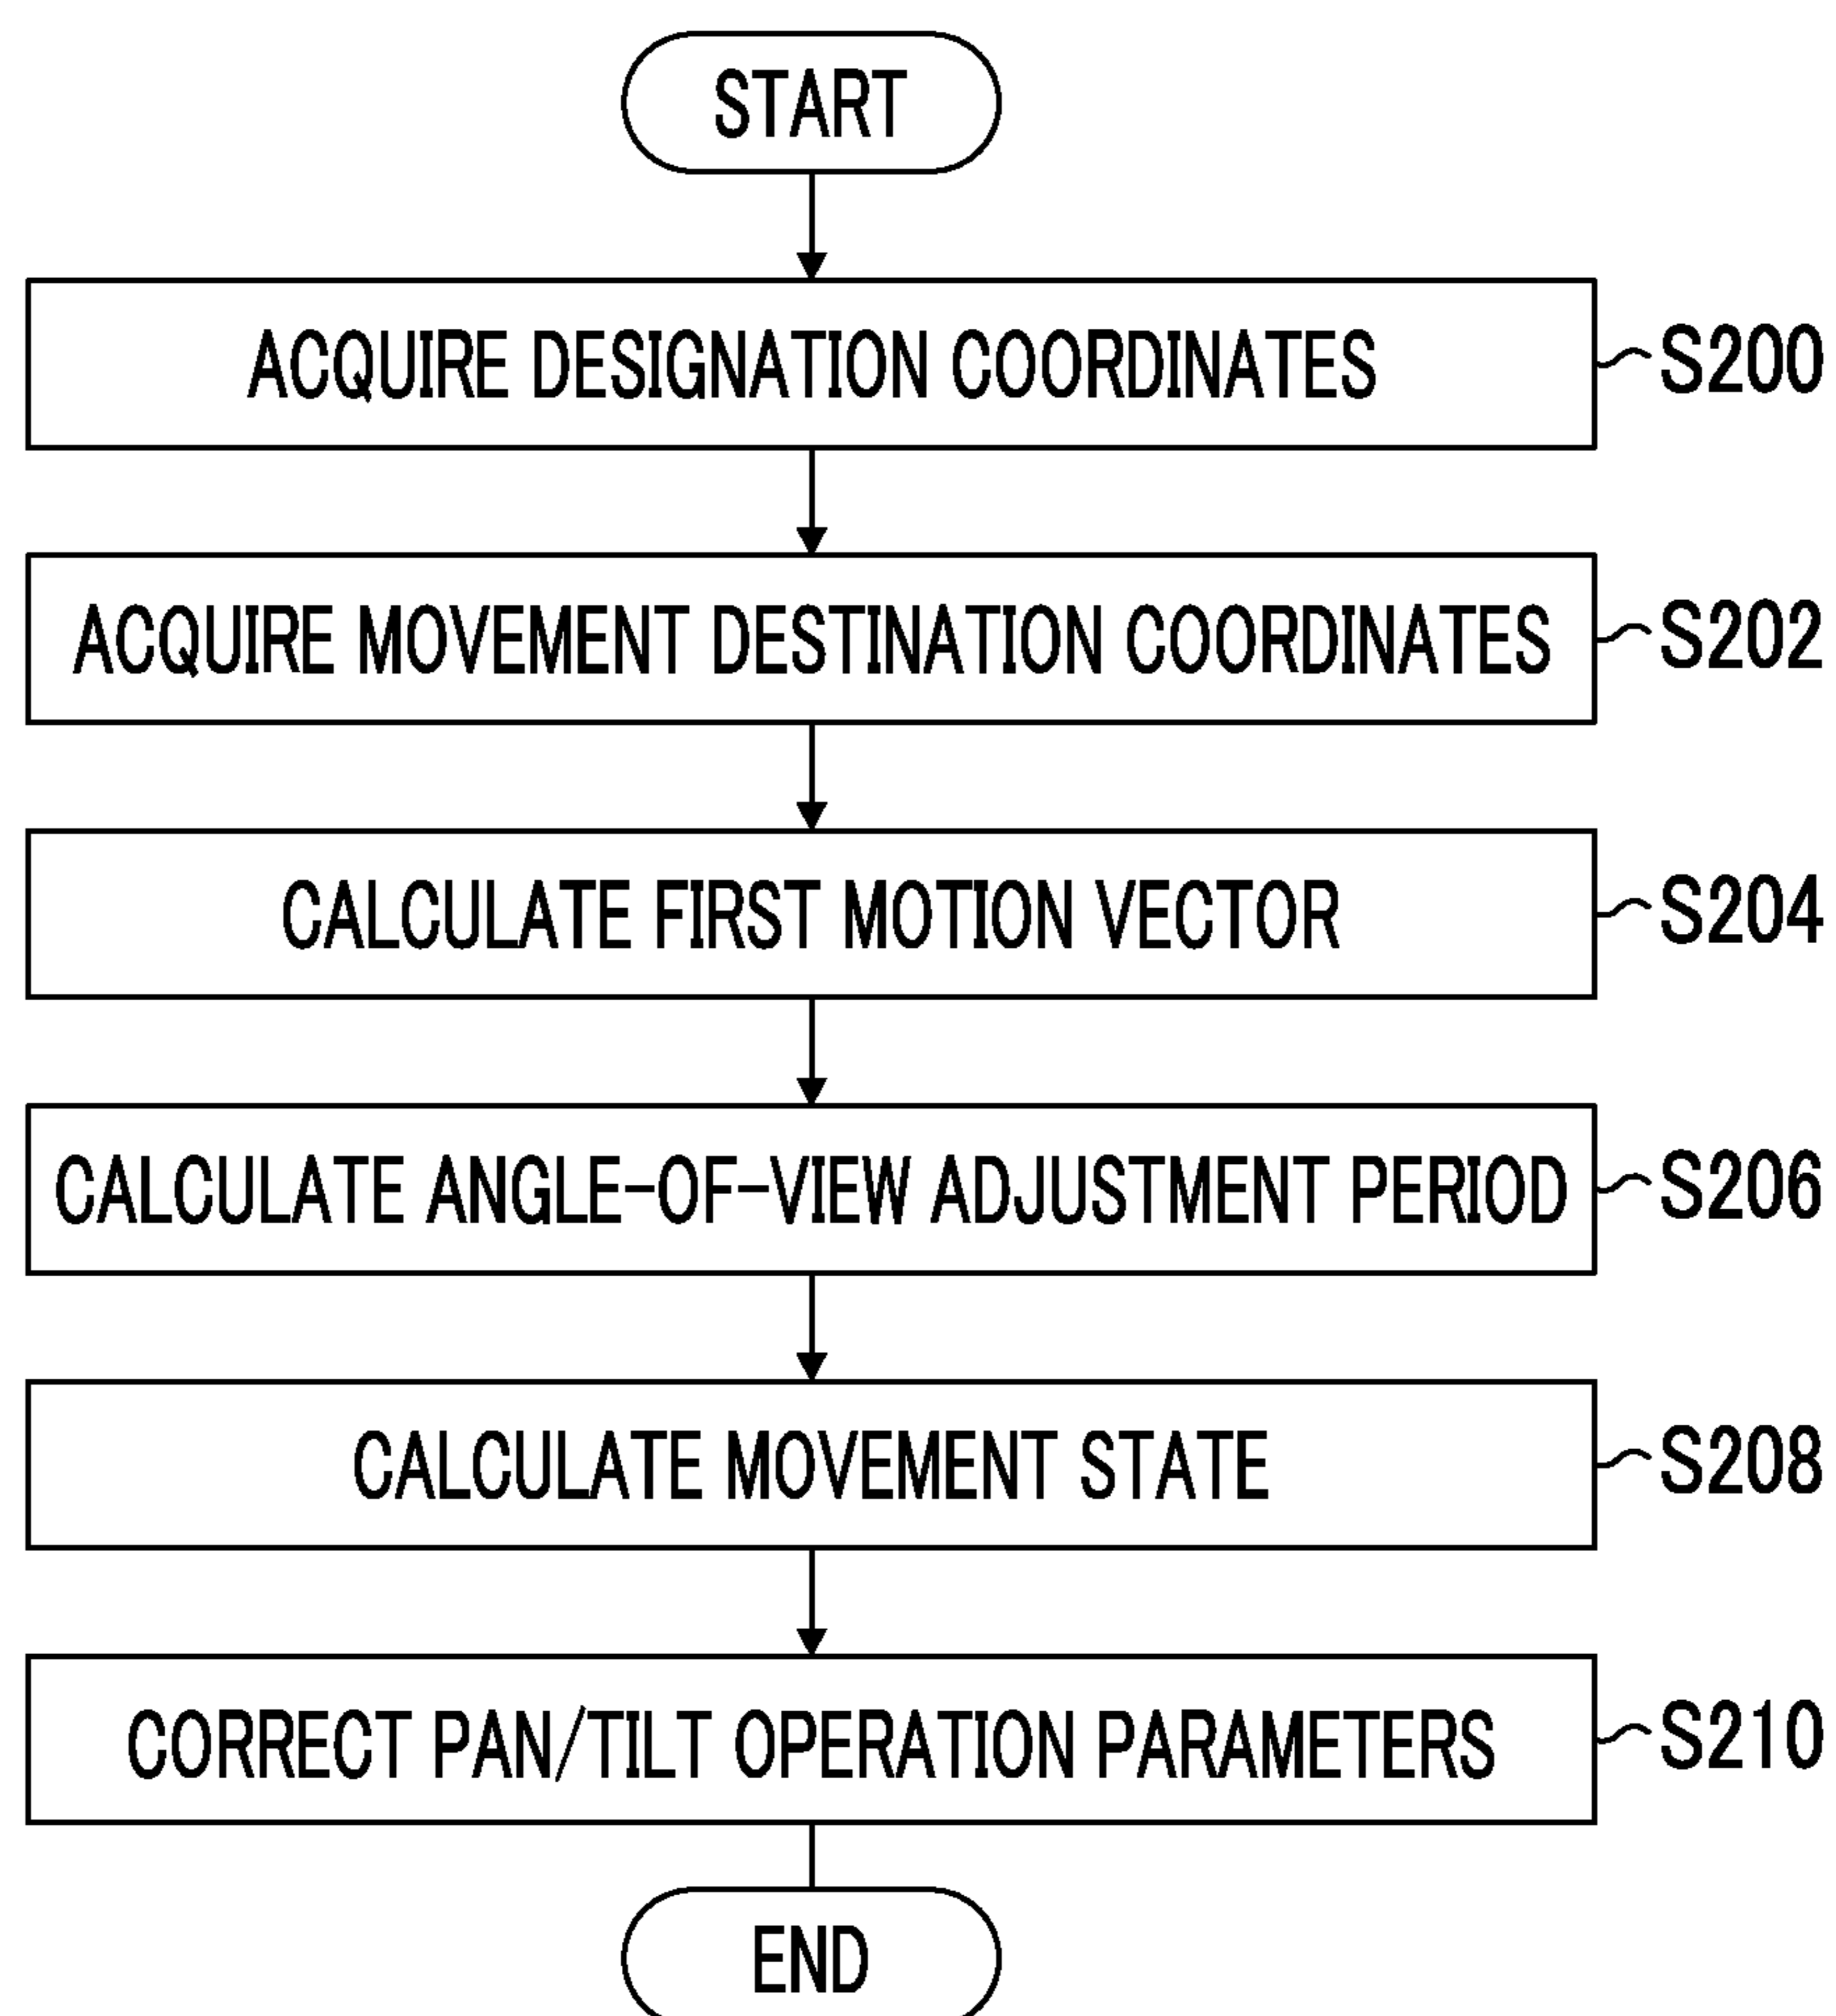 START
ACQUIRE DESIGNATION COORDINATES S200
ACQUIRE MOVEMENT DESTINATION COORDINATES S202
CALCULATE FIRST MOTION VECTOR S204
CALCULATE ANGLE-OF-VIEW ADJUSTMENT PERIOD S206
CALCULATE MOVEMENT STATE S208
CORRECT PAN/TILT OPERATION PARAMETERS S210
END